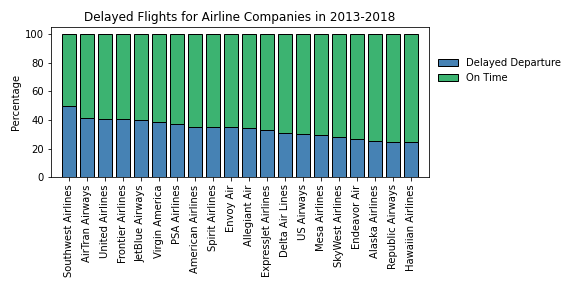 Delayed Flights for Airline Companies in 2013-2018
Percentage
100
80
60
40
20
0
Delayed Departure
On Time
Southwest Airlines
AirTran Airways
United Airlines
Frontier Airlines
JetBlue Airways
Virgin America
PSA Airlines
American Airlines
Spirit Airlines
Envoy Air
Allegiant Air
ExpressJet Airlines
Delta Air Lines
US Airways
Mesa Airlines
SkyWest Airlines
Endeavor Air
Alaska Airlines
Republic Airways
Hawaiian Airlines